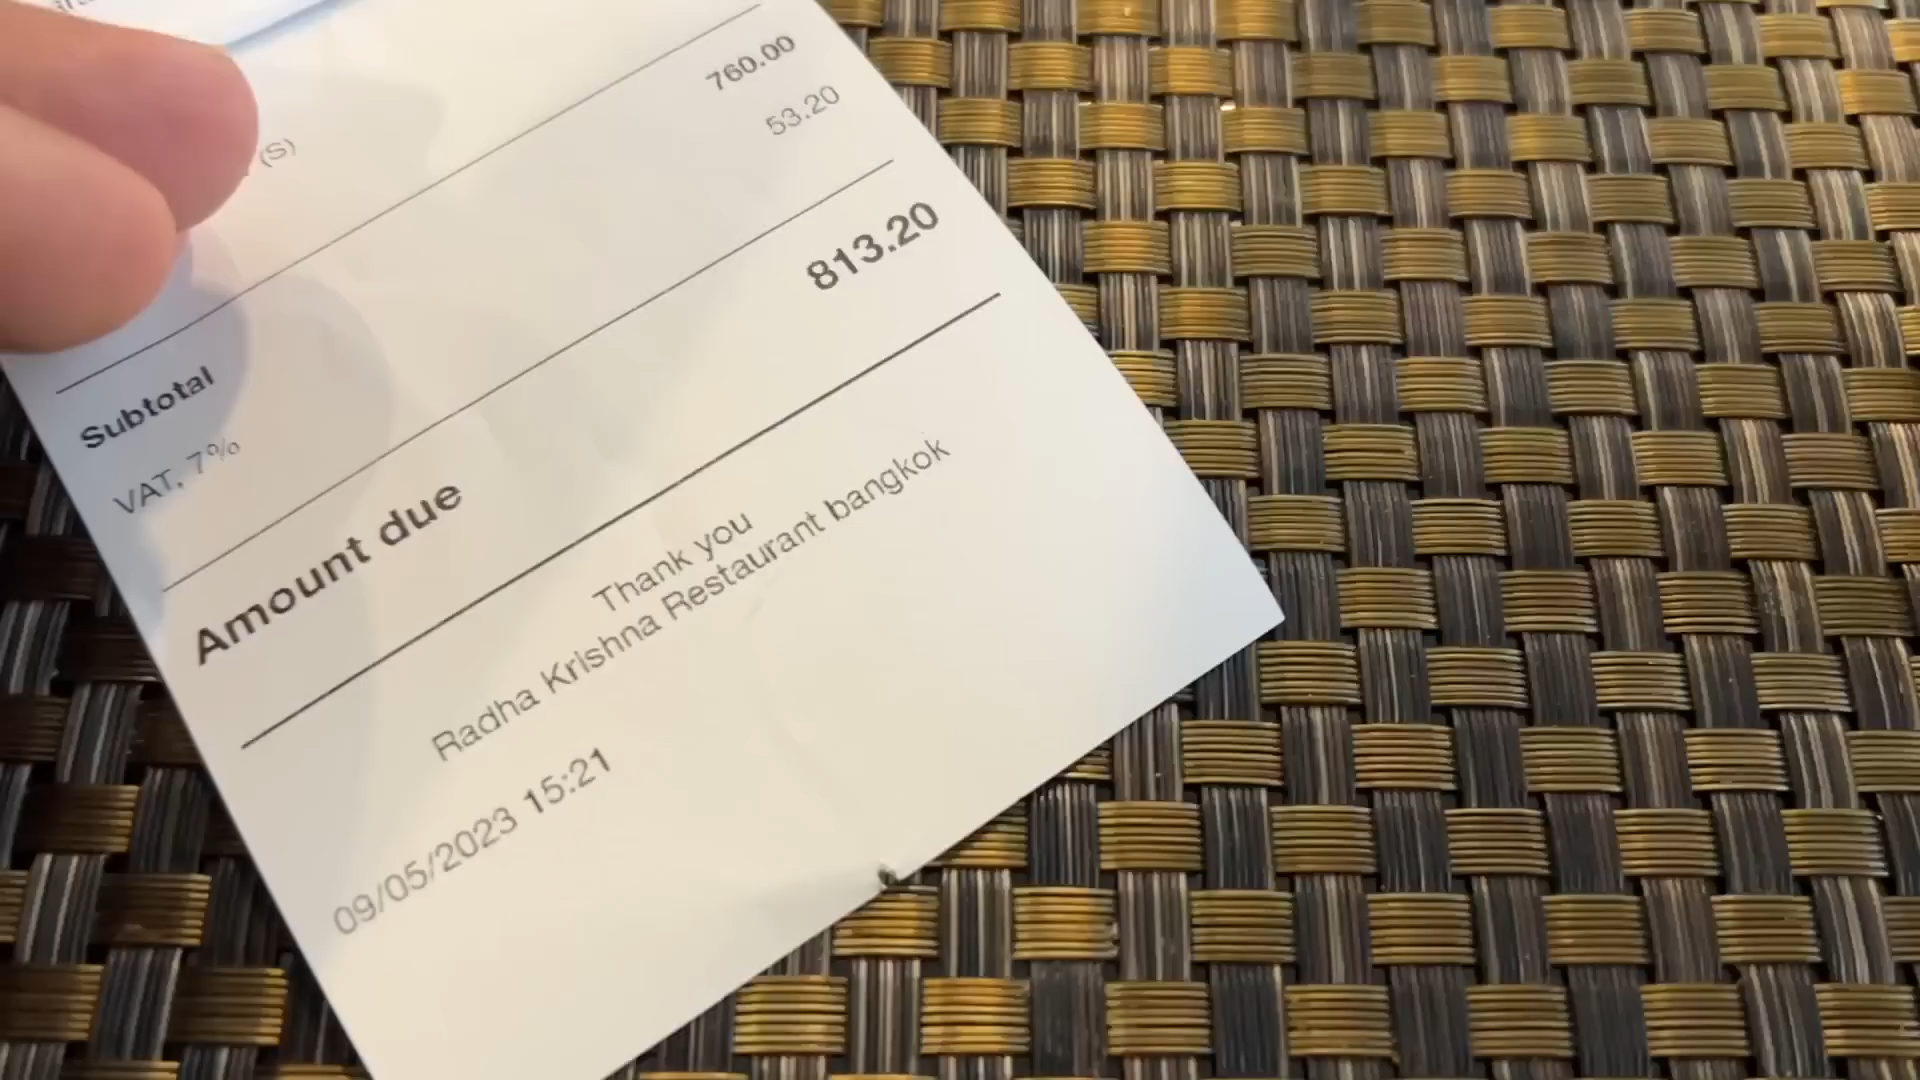 (S)
Subtotal 760.00
VAT, 7% 53.20
Amount due 813.20
Thank you
Radha Krishna Restaurant bangkok
09/05/2023 15:21